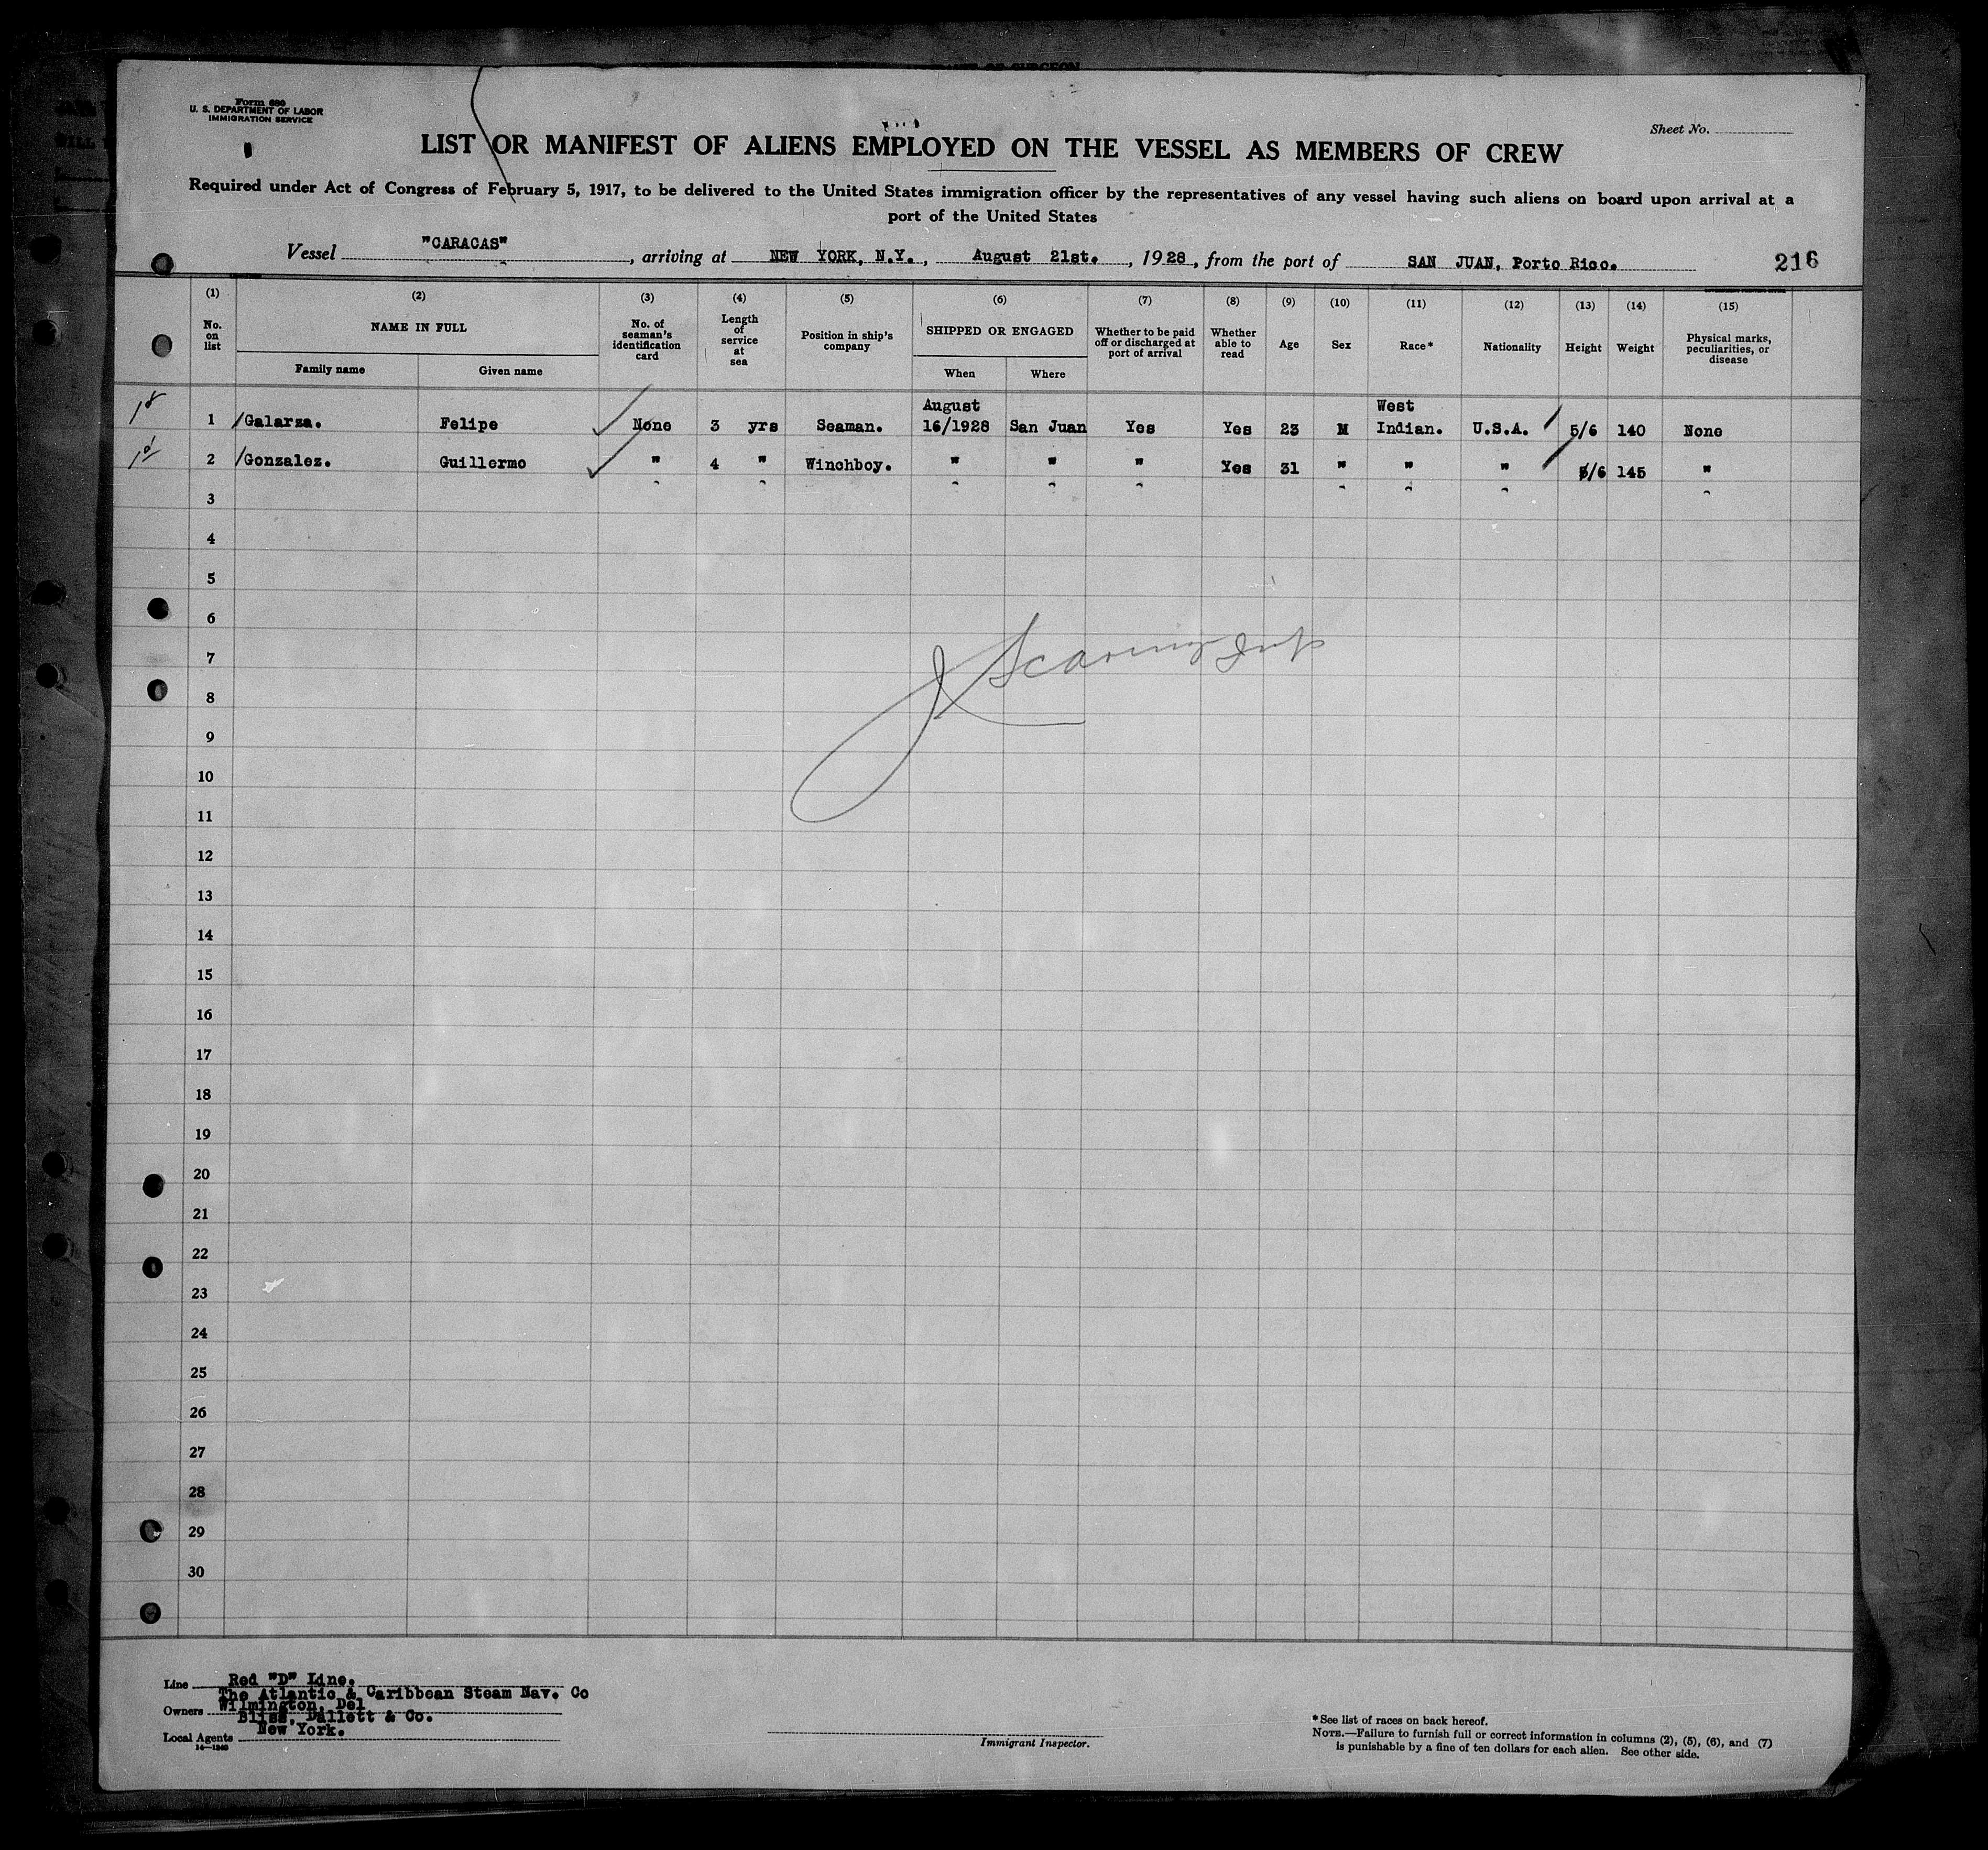 Form 680
U. S. DEPARTMENT OF LABOR
IMMIGRATION SERVICE
Sheet No.
LIST OR MANIFEST OF ALIENS EMPLOYED ON THE VESSEL AS MEMBERS OF CREW
Required under Act of Congress of February 5, 1917, to be delivered to the United States immigration officer by the representatives of any vessel having such aliens on board upon arrival at a
port of the United States
Vessel "CARACAS", arriving at NEW YORK, N.Y., August 21st., 1928, from the port of SAN JUAN, Porto Rico. 216
(1) (2) (3) (4) (5) (6) (7) (8) (9) (10) (11) (12) (13) (14) (15)
No. on list NAME IN FULL No. of seaman's identification card Length of service at sea Position in ship's company SHIPPED OR ENGAGED Whether to be paid off or discharged at port of arrival Whether able to read Age Sex Race* Nationality Height Weight Physical marks, peculiarities, or disease
Family name Given name When Where
August West
1 /Galarza. Felipe None 3 yrs Seaman. 16/1928 San Juan Yes Yes 23 M Indian. U.S.A. 5/6 140 None
2 /Gonzalez. Guillermo " 4 " Winchboy. " " " Yes 31 " " " 5/6 145 "
3
4
5
6
7
8
9
10
11
12
13
14
15
16
17
18
19
20
21
22
23
24
25
26
27
28
29
30
Line Red "D" Line.
The Atlantic & Caribbean Steam Nav. Co
Owners Wilmington, Del
Bliss, Dallett & Co.
Local Agents New York.
14—1240
Immigrant Inspector.
*See list of races on back hereof.
NOTE.—Failure to furnish full or correct information in columns (2), (5), (6), and (7)
is punishable by a fine of ten dollars for each alien. See other side.